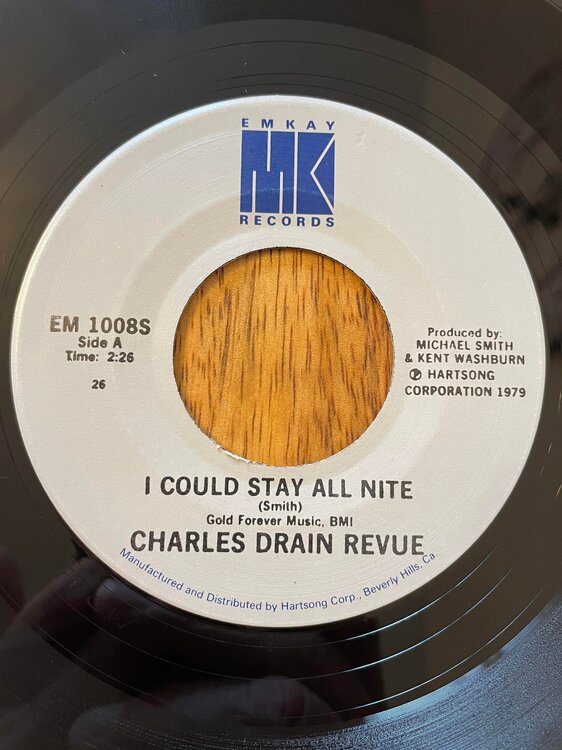 EMKAY
MK
RECORDS
EM 1008S
Side A
Time: 2:26
26
Produced by:
MICHAEL SMITH
& KENT WASHBURN
Ⓟ HARTSONG
CORPORATION 1979
I COULD STAY ALL NITE
(Smith)
Gold Forever Music, BMI
CHARLES DRAIN REVUE
Manufactured and Distributed by Hartsong Corp., Beverly Hills, Ca.